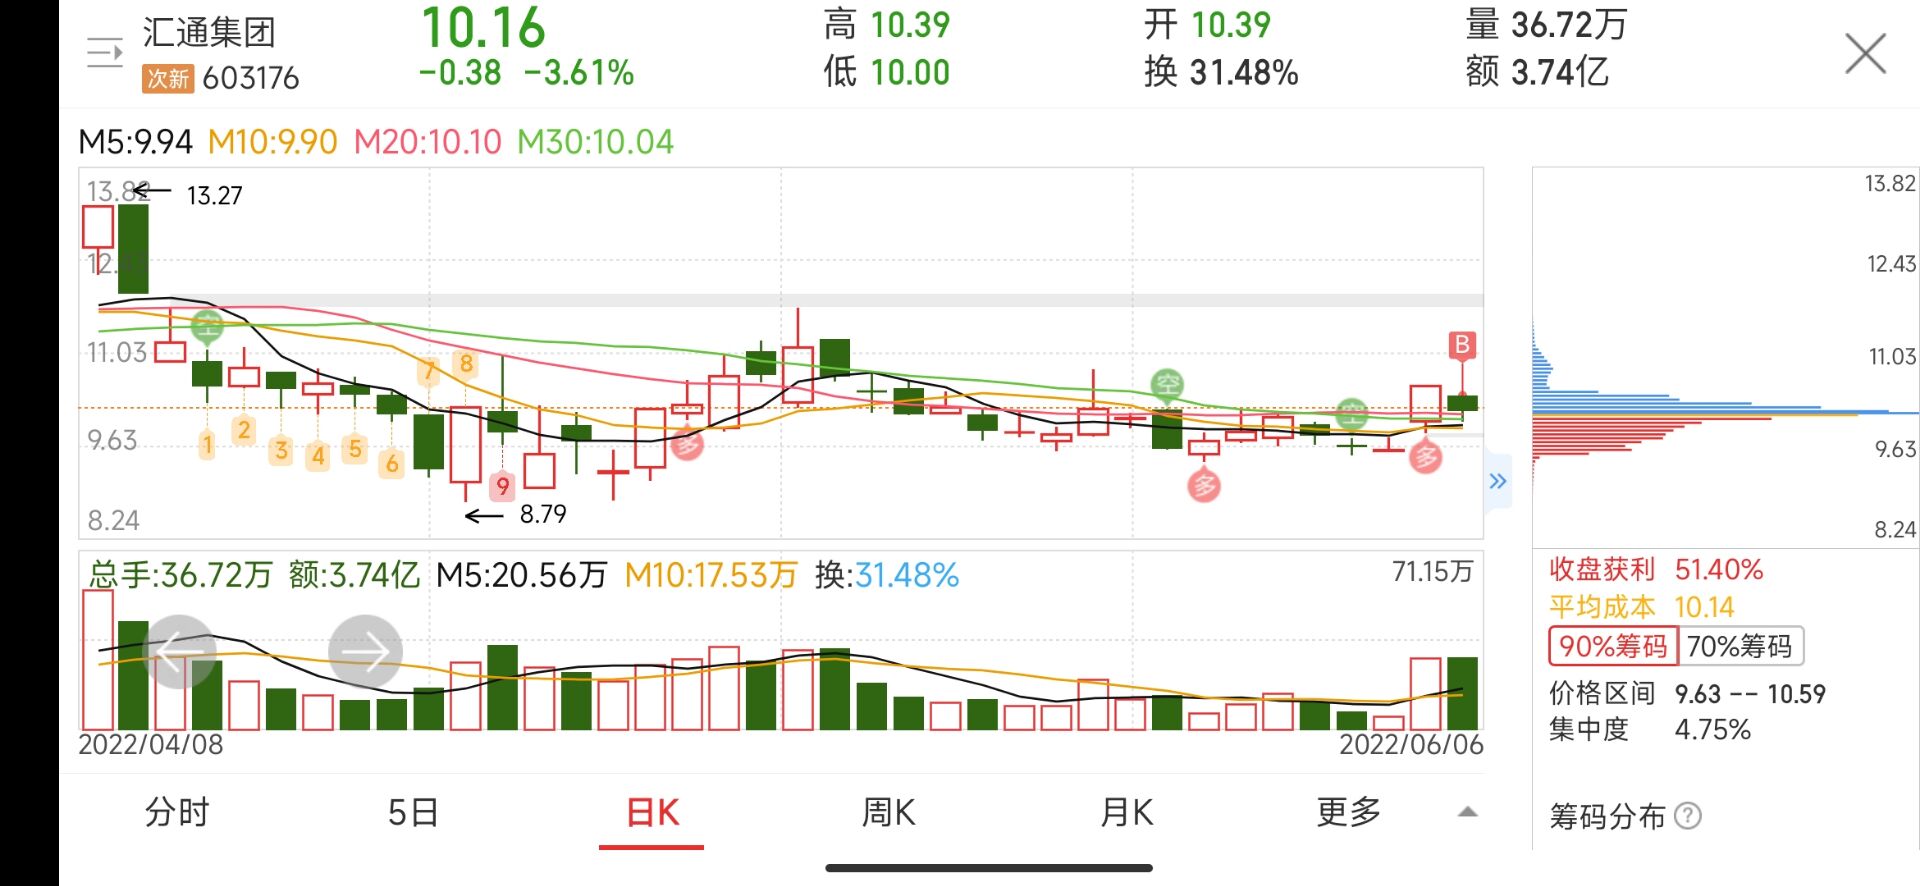 汇通集团
次新 603176
10.16
-0.38 -3.61%
高 10.39
低 10.00
开 10.39
换 31.48%
量 36.72万
额 3.74亿
M5:9.94 M10:9.90 M20:10.10 M30:10.04
13.82
13.27
11.03
9.63
8.24
空
1
2
3
4
5
6
7
8
9
8.79
多
空
多
空
多
B
总手:36.72万 额:3.74亿 M5:20.56万 M10:17.53万 换:31.48%
71.15万
2022/04/08
2022/06/06
13.82
12.43
11.03
9.63
8.24
收盘获利 51.40%
平均成本 10.14
90%筹码 70%筹码
价格区间 9.63 -- 10.59
集中度 4.75%
筹码分布 ?
分时 5日 日K 周K 月K 更多